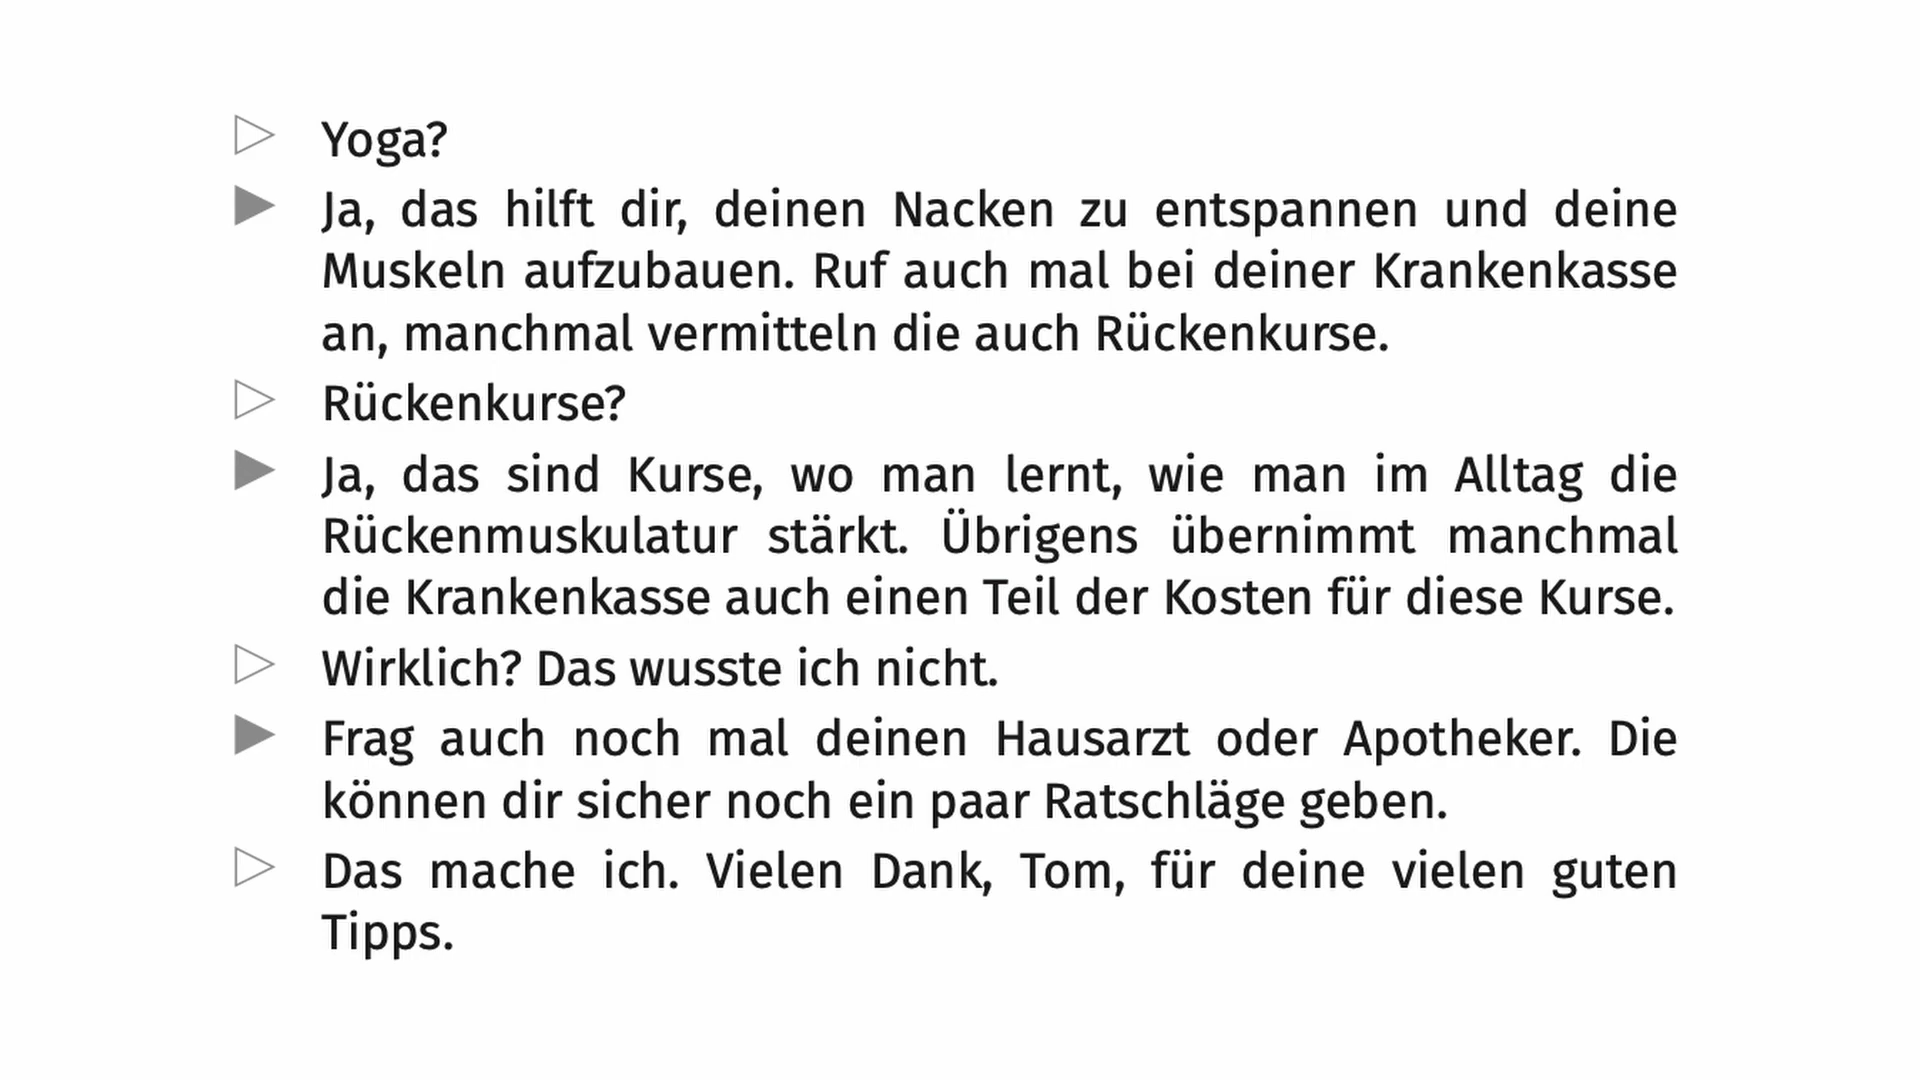 Yoga?
Ja, das hilft dir, deinen Nacken zu entspannen und deine
Muskeln aufzubauen. Ruf auch mal bei deiner Krankenkasse
an, manchmal vermitteln die auch Rückenkurse.
Rückenkurse?
Ja, das sind Kurse, wo man lernt, wie man im Alltag die
Rückenmuskulatur stärkt. Übrigens übernimmt manchmal
die Krankenkasse auch einen Teil der Kosten für diese Kurse.
Wirklich? Das wusste ich nicht.
Frag auch noch mal deinen Hausarzt oder Apotheker. Die
können dir sicher noch ein paar Ratschläge geben.
Das mache ich. Vielen Dank, Tom, für deine vielen guten
Tipps.